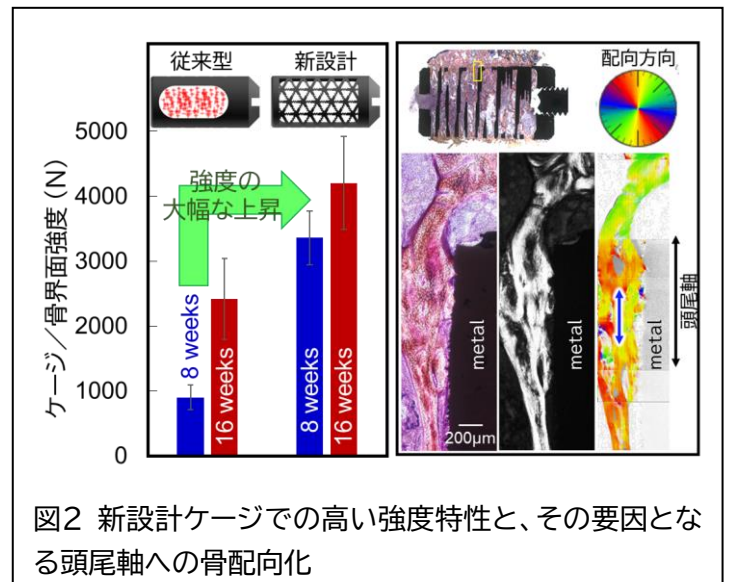 従来型
新設計
配向方向
ケージ/骨界面強度(N)
5000
4000
3000
2000
1000
0
強度の
大幅な上昇
8 weeks
16 weeks
8 weeks
16 weeks
metal
metal
metal
200μm
頭尾軸
図2 新設計ケージでの高い強度特性と、その要因とな
る頭尾軸への骨配向化